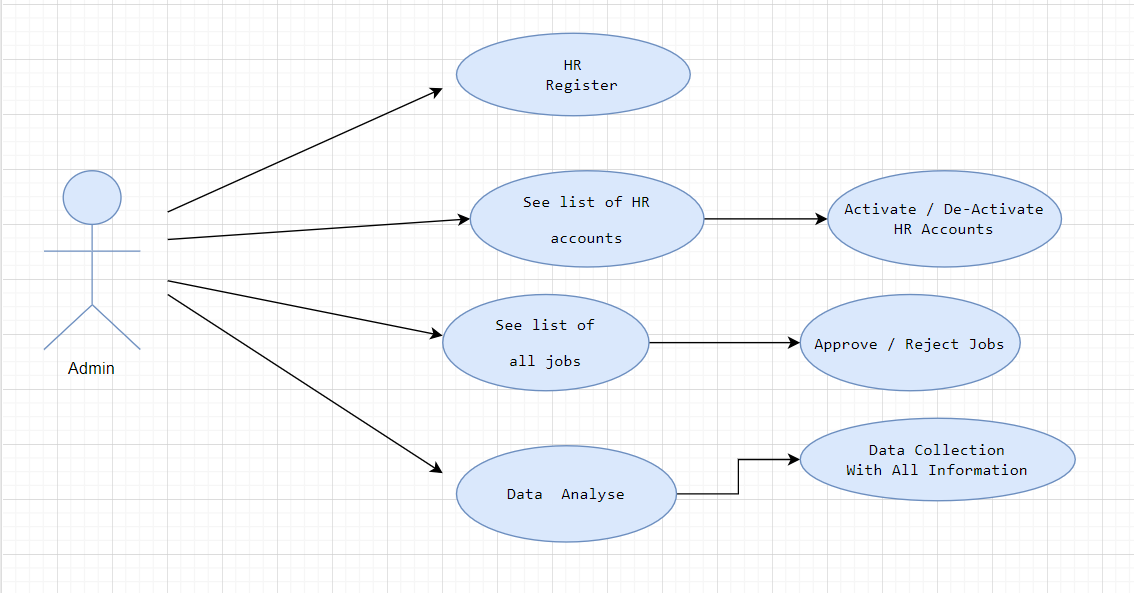 HR
Register
See list of HR
accounts
Activate / De-Activate
HR Accounts
See list of
all jobs
Approve / Reject Jobs
Admin
Data Collection
With All Information
Data  Analyse